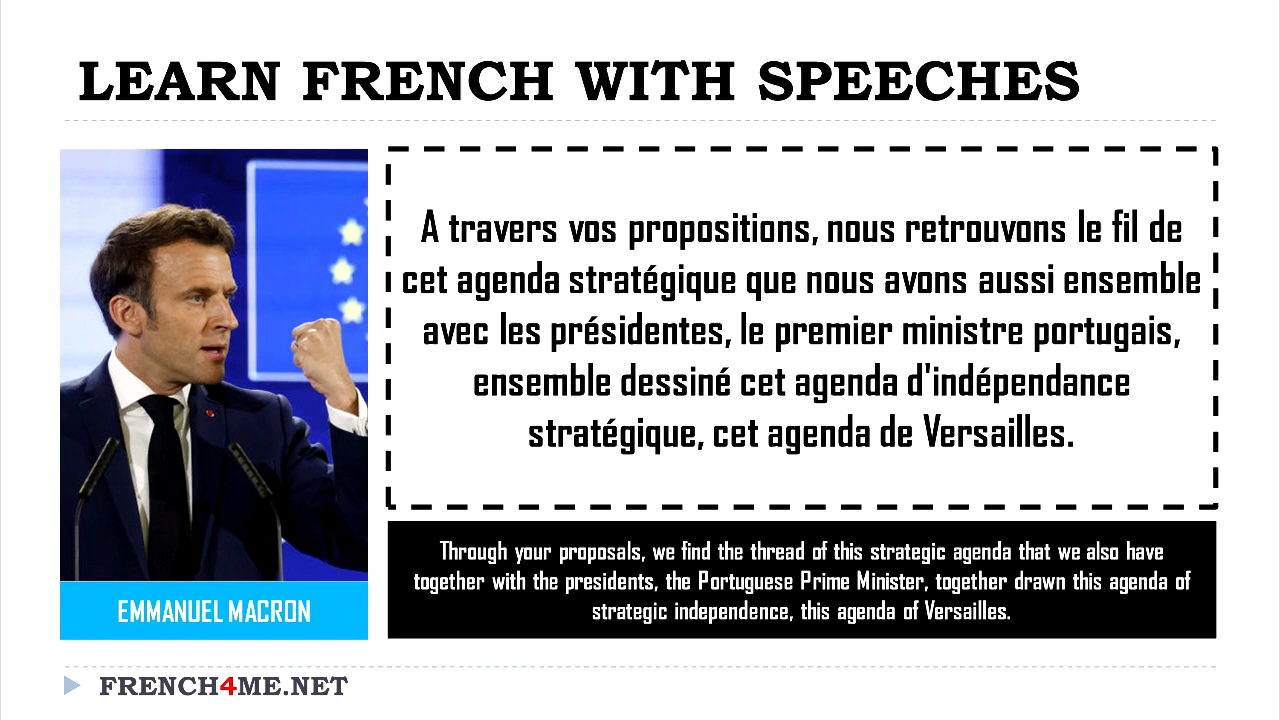 LEARN FRENCH WITH SPEECHES
A travers vos propositions, nous retrouvons le fil de
cet agenda stratégique que nous avons aussi ensemble
avec les présidentes, le premier ministre portugais,
ensemble dessiné cet agenda d'indépendance
stratégique, cet agenda de Versailles.
Through your proposals, we find the thread of this strategic agenda that we also have
together with the presidents, the Portuguese Prime Minister, together drawn this agenda of
strategic independence, this agenda of Versailles.
EMMANUEL MACRON
FRENCH4ME.NET